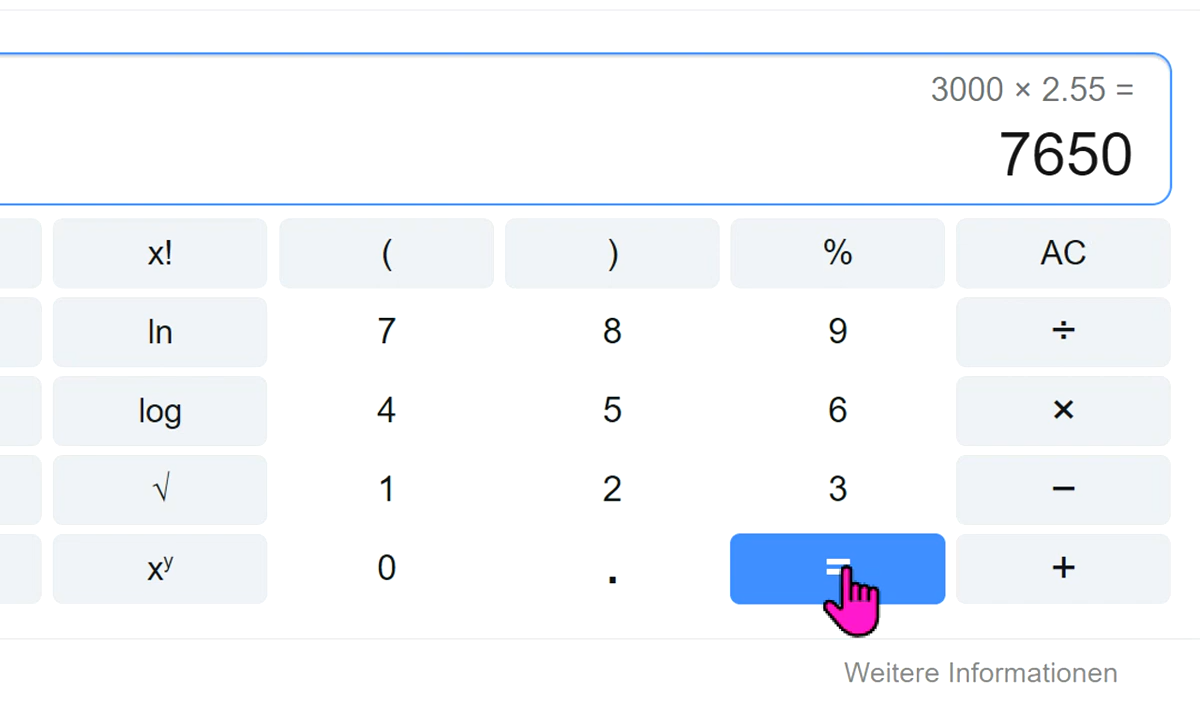 3000 × 2.55 =
7650
x! ( ) % AC
ln 7 8 9 ÷
log 4 5 6 ×
√ 1 2 3 −
xʸ 0 . = +
Weitere Informationen